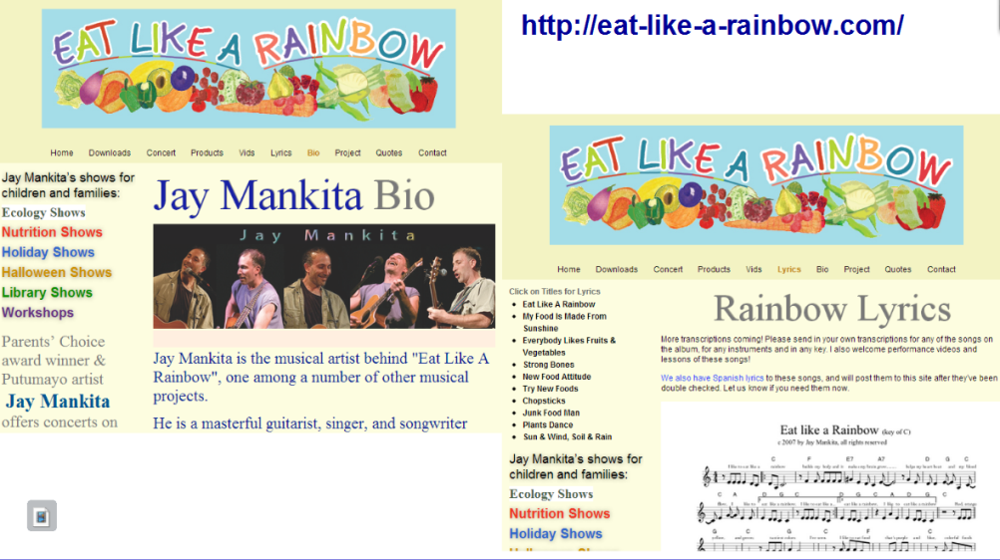 EAT LIKE A RAINBOW
Home Downloads Concert Products Vids Lyrics Bio Project Quotes Contact
Jay Mankita's shows for
children and families:
Ecology Shows
Nutrition Shows
Holiday Shows
Halloween Shows
Library Shows
Workshops
Parents' Choice
award winner &
Putumayo artist
Jay Mankita
offers concerts on
Jay Mankita Bio
Jay Mankita
Jay Mankita is the musical artist behind "Eat Like A
Rainbow", one among a number of other musical
projects.
He is a masterful guitarist, singer, and songwriter
http://eat-like-a-rainbow.com/
EAT LIKE A RAINBOW
Home Downloads Concert Products Vids Lyrics Bio Project Quotes Contact
Click on Titles for Lyrics
Eat Like A Rainbow
My Food Is Made From
Sunshine
Everybody Likes Fruits &
Vegetables
Strong Bones
New Food Attitude
Try New Foods
Chopsticks
Junk Food Man
Plants Dance
Sun & Wind, Soil & Rain
Jay Mankita's shows for
children and families:
Ecology Shows
Nutrition Shows
Holiday Shows
Halloween Shows
Rainbow Lyrics
More transcriptions coming! Please send in your own transcriptions for any of the songs on
the album, for any instruments and in any key. I also welcome performance videos and
lessons of these songs!
We also have Spanish lyrics to these songs, and will post them to this site after they've been
double checked. Let us know if you need them now.
Eat like a Rainbow (key of C)
c 2007 by Jay Mankita, all rights reserved
C F E7 A7 D G C